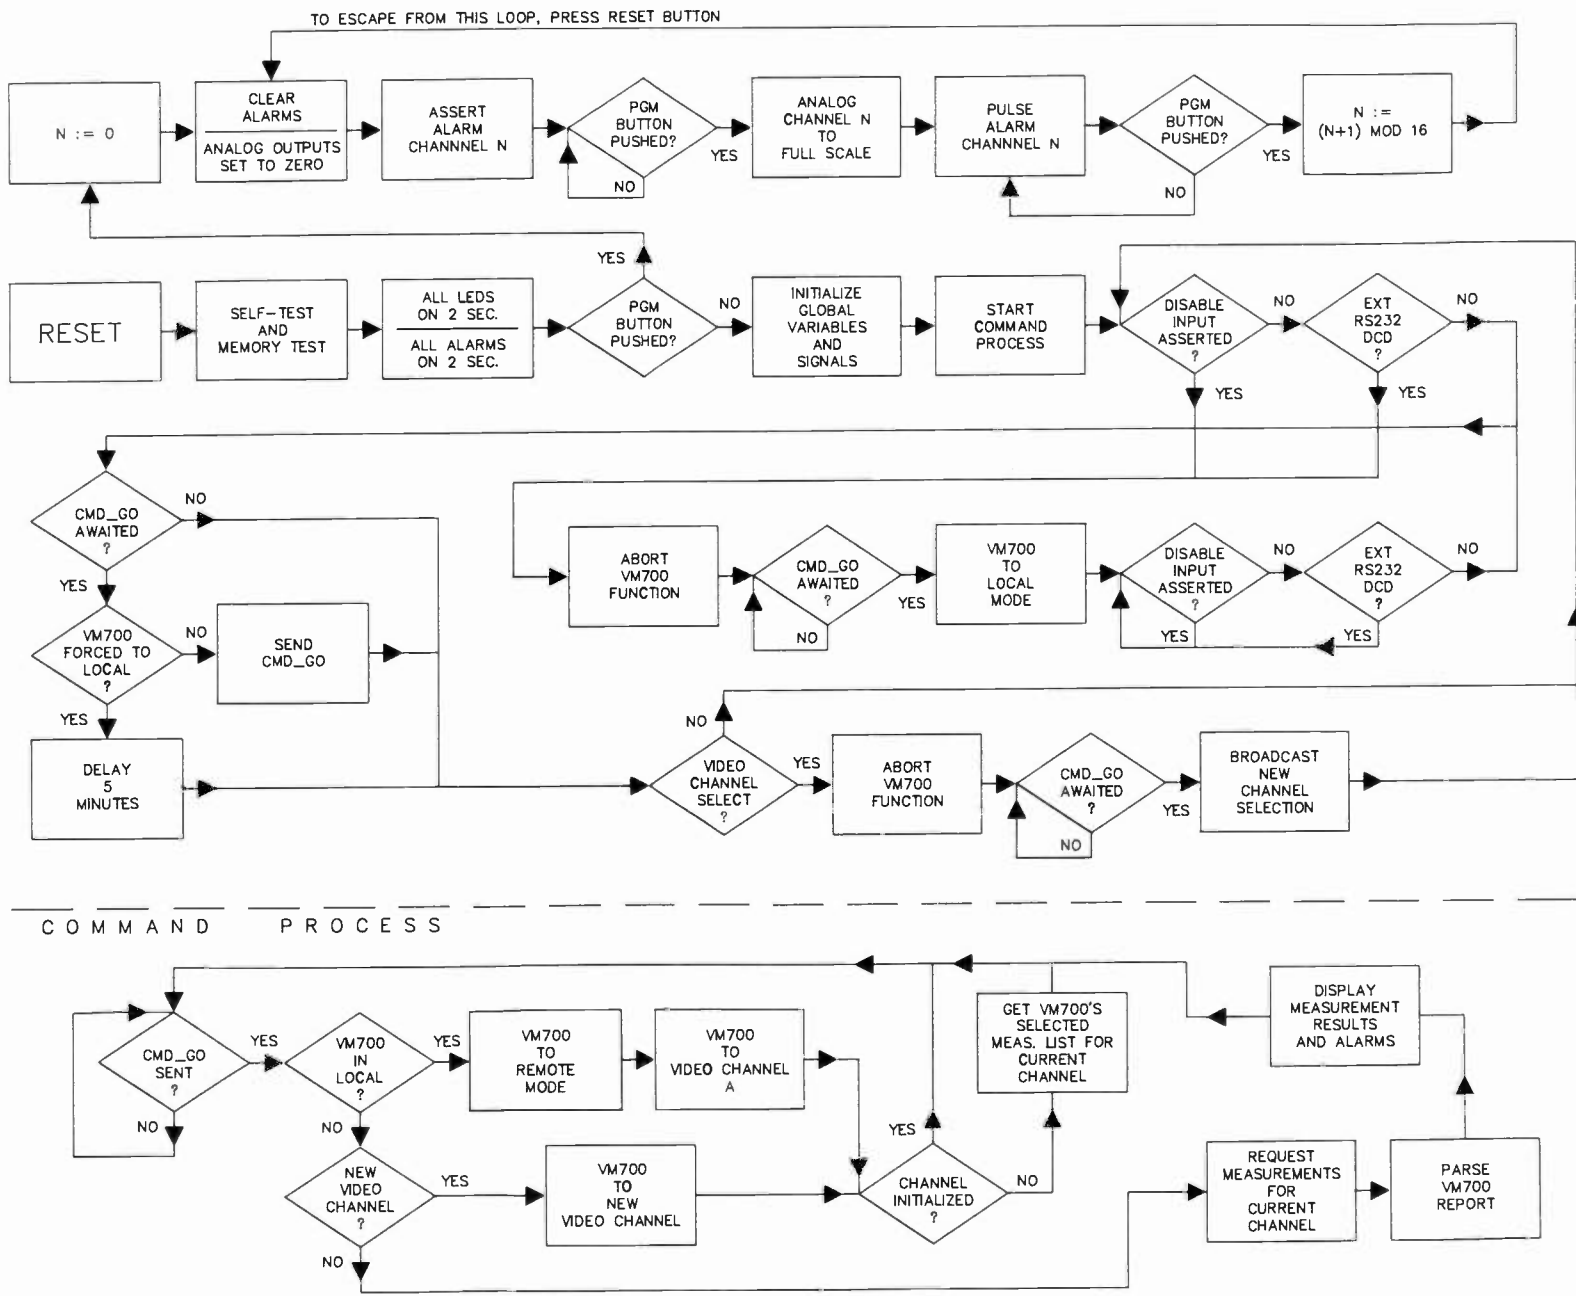 TO ESCAPE FROM THIS LOOP, PRESS RESET BUTTON
N := 0
CLEAR
ALARMS
ANALOG OUTPUTS
SET TO ZERO
ASSERT
ALARM
CHANNNEL N
PGM
BUTTON
PUSHED?
YES
NO
ANALOG
CHANNEL N
TO
FULL SCALE
PULSE
ALARM
CHANNNEL N
PGM
BUTTON
PUSHED?
YES
NO
N :=
(N+1) MOD 16
RESET
SELF-TEST
AND
MEMORY TEST
ALL LEDS
ON 2 SEC.
ALL ALARMS
ON 2 SEC.
YES
PGM
BUTTON
PUSHED?
NO
INITIALIZE
GLOBAL
VARIABLES
AND
SIGNALS
START
COMMAND
PROCESS
DISABLE
INPUT
ASSERTED
?
NO
YES
EXT
RS232
DCD
?
NO
YES
CMD_GO
AWAITED
?
NO
YES
VM700
FORCED TO
LOCAL
?
NO
YES
SEND
CMD_GO
DELAY
5
MINUTES
ABORT
VM700
FUNCTION
CMD_GO
AWAITED
?
YES
NO
VM700
TO
LOCAL
MODE
DISABLE
INPUT
ASSERTED
?
NO
YES
EXT
RS232
DCD
?
NO
YES
NO
VIDEO
CHANNEL
SELECT
?
YES
ABORT
VM700
FUNCTION
CMD_GO
AWAITED
?
YES
NO
BROADCAST
NEW
CHANNEL
SELECTION
COMMAND PROCESS
CMD_GO
SENT
?
YES
NO
VM700
IN
LOCAL
?
YES
NO
VM700
TO
REMOTE
MODE
VM700
TO
VIDEO CHANNEL
A
NEW
VIDEO
CHANNEL
?
YES
NO
VM700
TO
NEW
VIDEO CHANNEL
CHANNEL
INITIALIZED
?
YES
NO
GET VM700'S
SELECTED
MEAS. LIST FOR
CURRENT
CHANNEL
DISPLAY
MEASUREMENT
RESULTS
AND ALARMS
REQUEST
MEASUREMENTS
FOR
CURRENT
CHANNEL
PARSE
VM700
REPORT